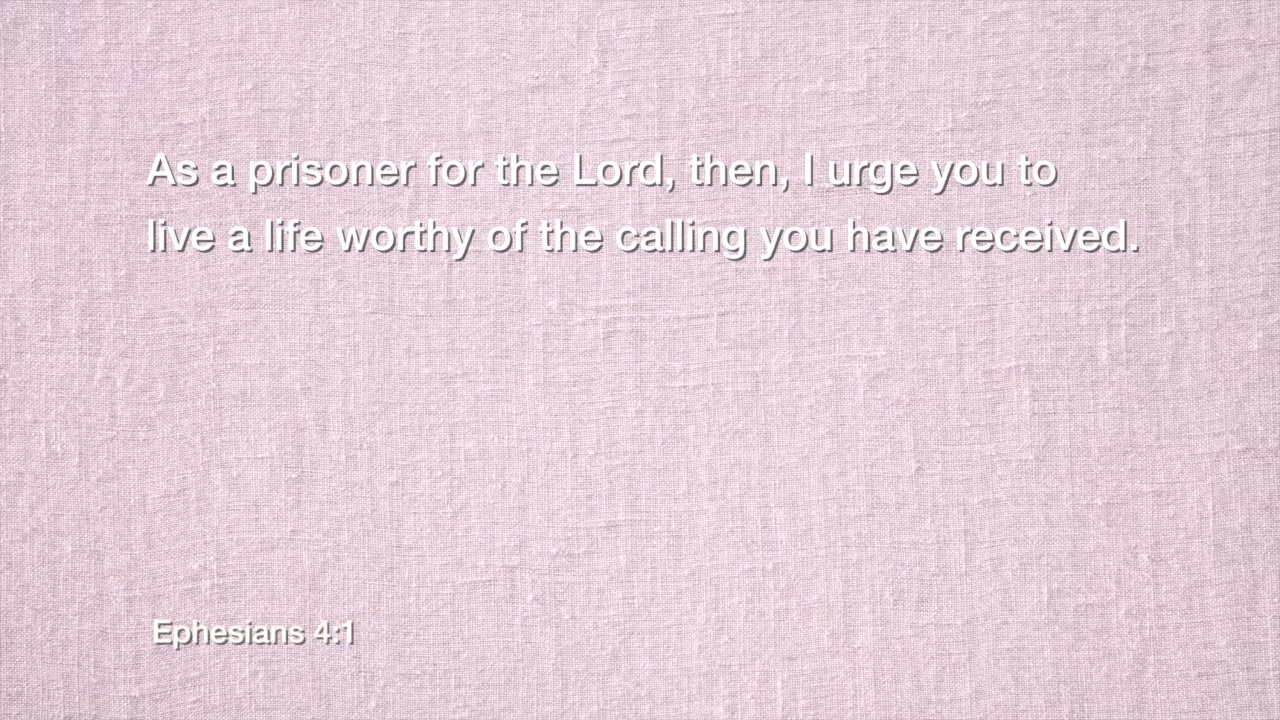 As a prisoner for the Lord, then, I urge you to
live a life worthy of the calling you have received.
Ephesians 4:1